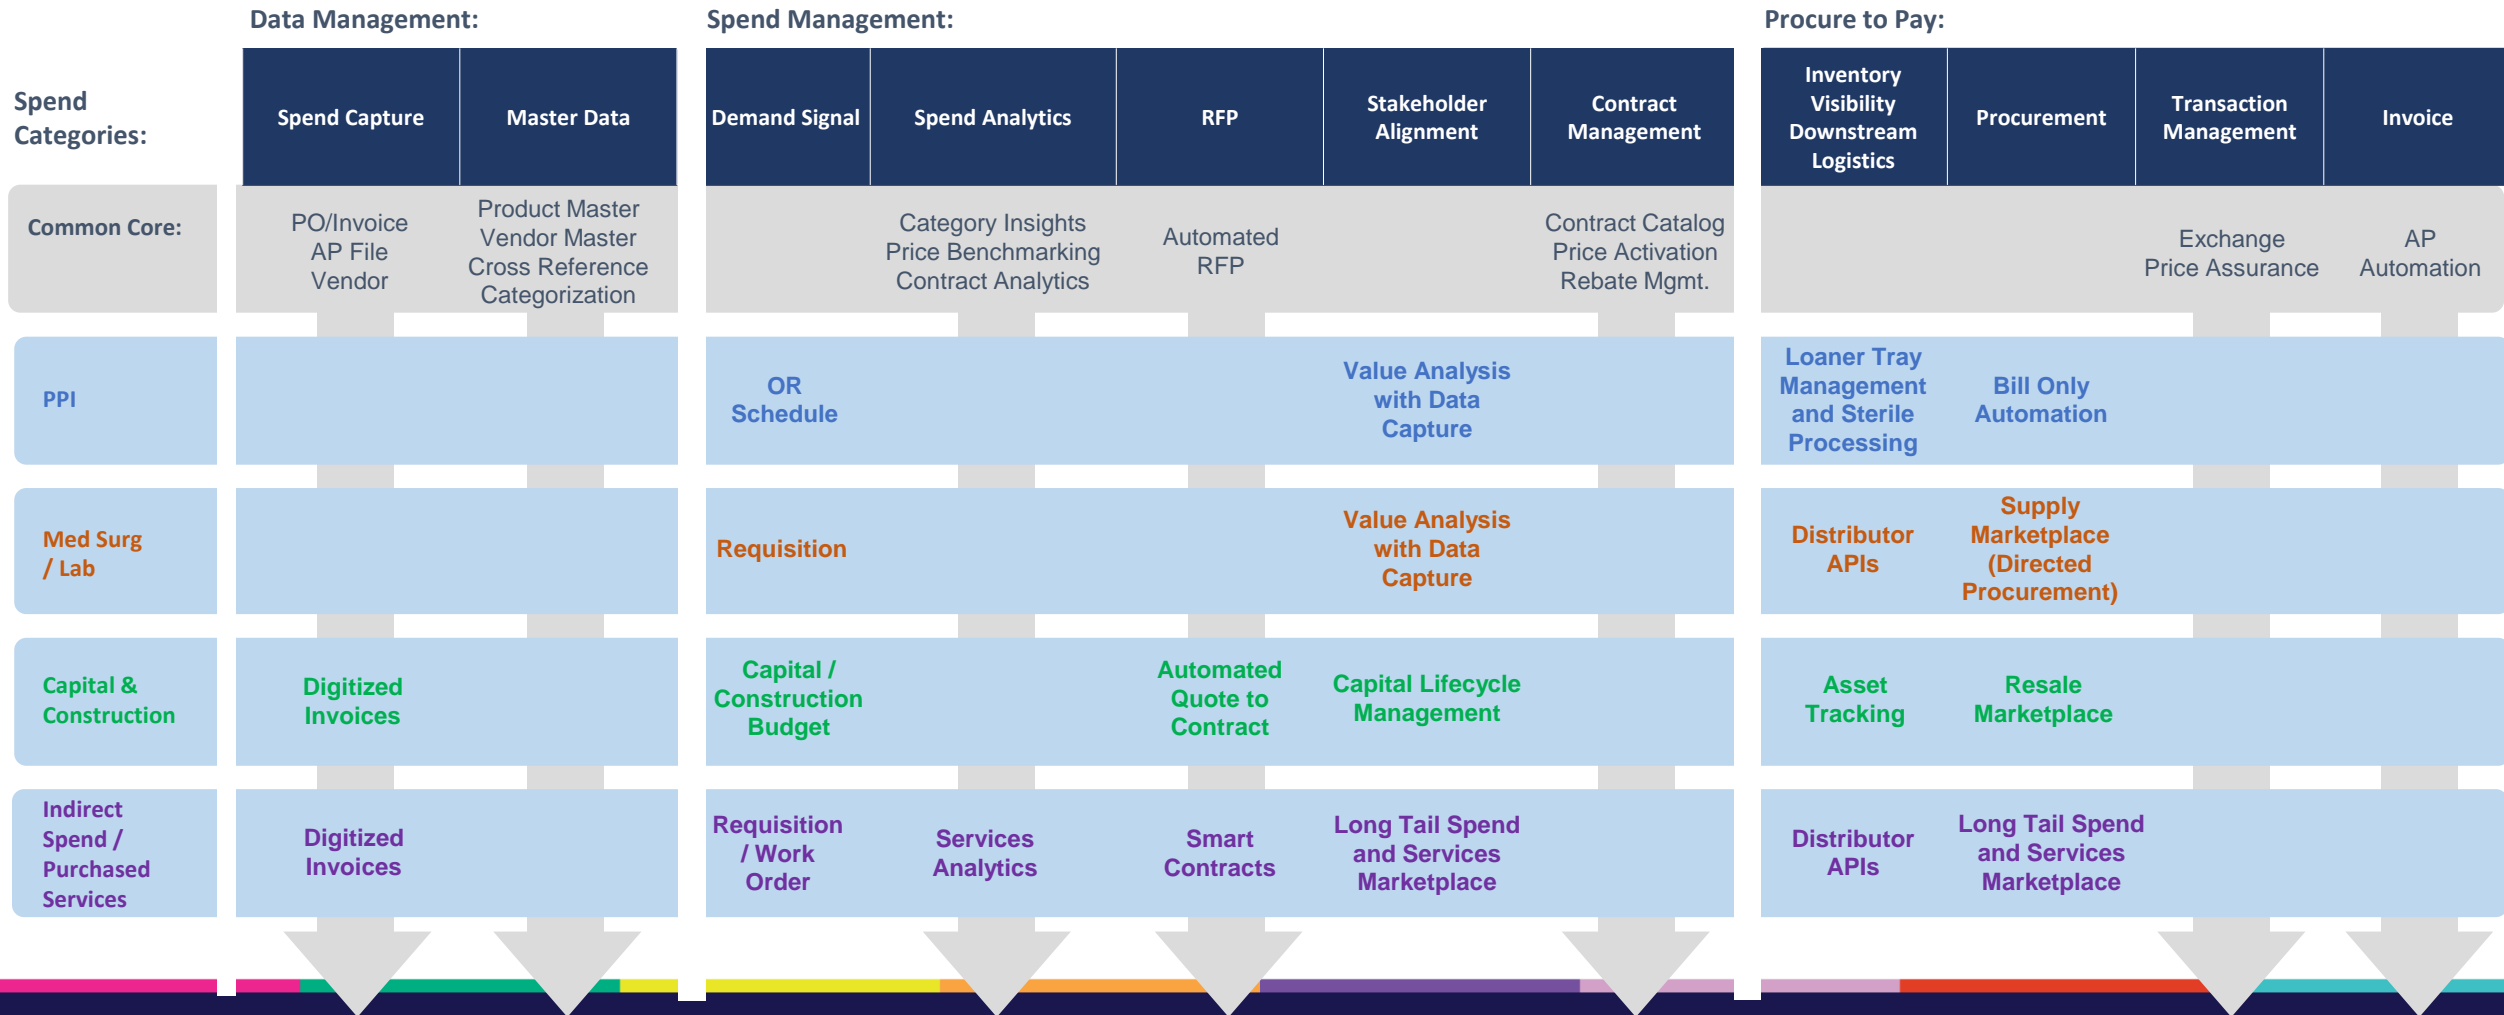 Data Management:
Spend Management:
Procure to Pay:
Spend
Categories:
Spend Capture
Master Data
Demand Signal
Spend Analytics
RFP
Stakeholder
Alignment
Contract
Management
Inventory
Visibility
Downstream
Logistics
Procurement
Transaction
Management
Invoice
Common Core:
PO/Invoice
AP File
Vendor
Product Master
Vendor Master
Cross Reference
Categorization
Category Insights
Price Benchmarking
Contract Analytics
Automated
RFP
Contract Catalog
Price Activation
Rebate Mgmt.
Exchange
Price Assurance
AP
Automation
PPI
OR
Schedule
Value Analysis
with Data
Capture
Loaner Tray
Management
and Sterile
Processing
Bill Only
Automation
Med Surg
/ Lab
Requisition
Value Analysis
with Data
Capture
Distributor
APIs
Supply
Marketplace
(Directed
Procurement)
Capital &
Construction
Digitized
Invoices
Capital /
Construction
Budget
Automated
Quote to
Contract
Capital Lifecycle
Management
Asset
Tracking
Resale
Marketplace
Indirect
Spend /
Purchased
Services
Digitized
Invoices
Requisition
/ Work
Order
Services
Analytics
Smart
Contracts
Long Tail Spend
and Services
Marketplace
Distributor
APIs
Long Tail Spend
and Services
Marketplace